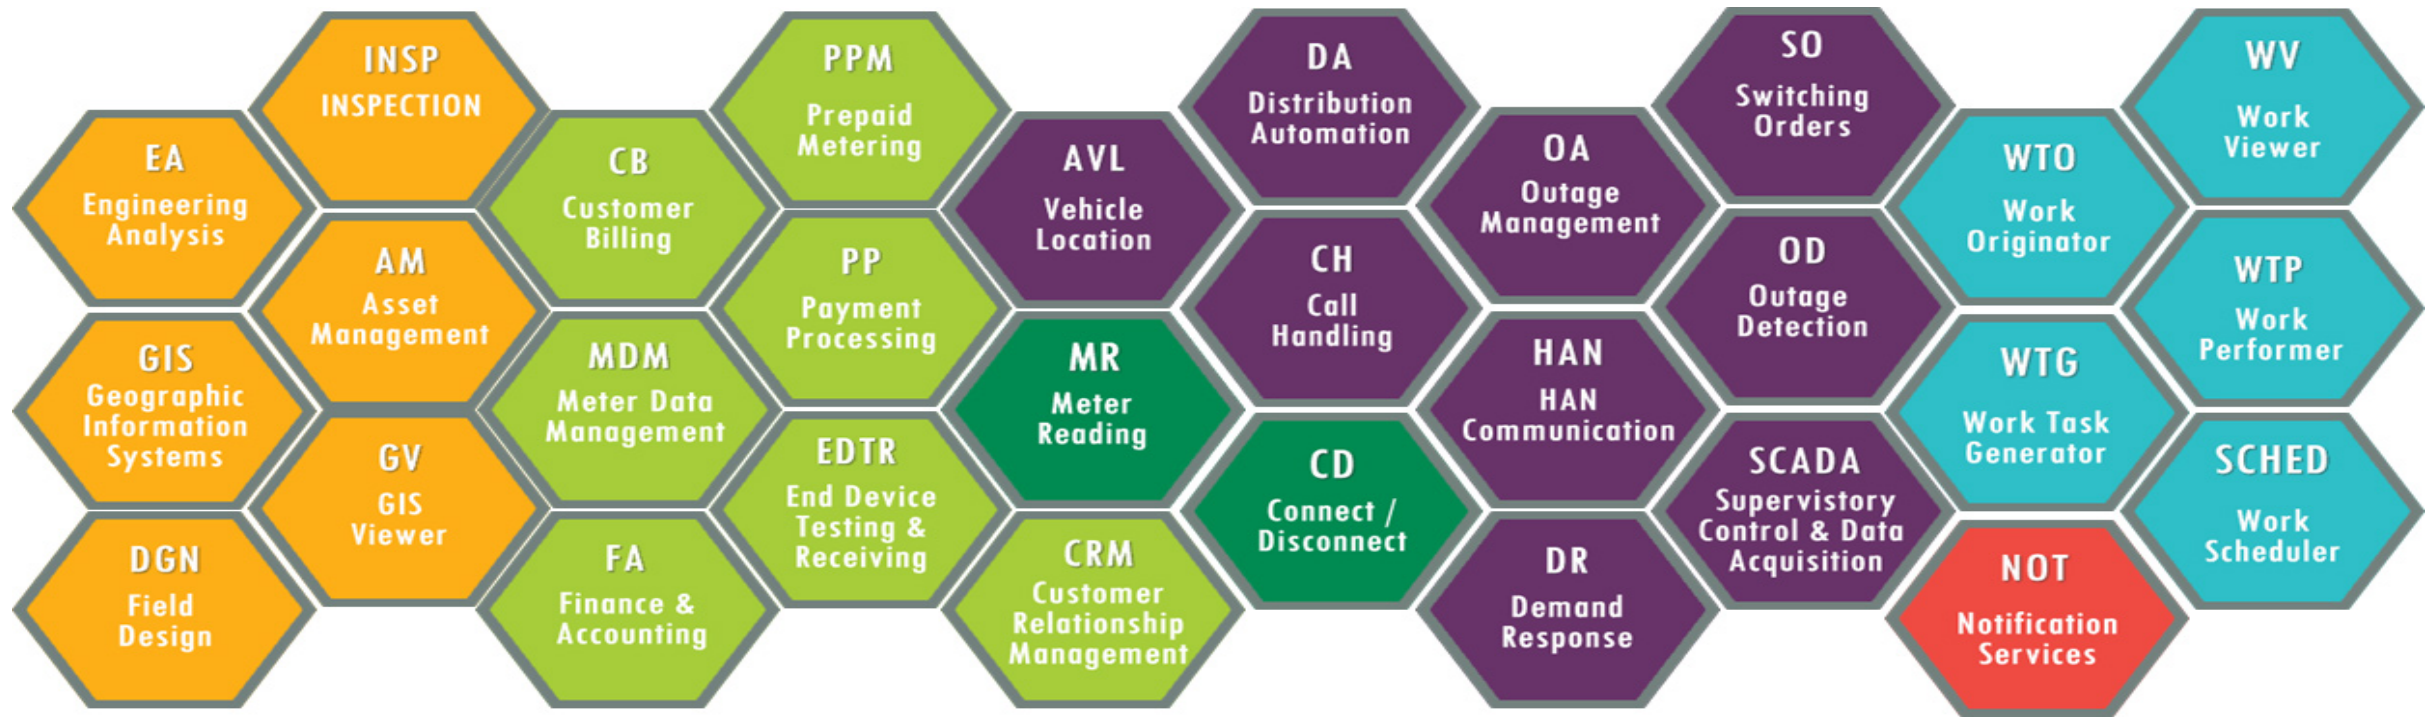 INSP
INSPECTION
EA
Engineering
Analysis
AM
Asset
Management
GIS
Geographic
Information
Systems
GV
GIS
Viewer
DGN
Field
Design
PPM
Prepaid
Metering
CB
Customer
Billing
PP
Payment
Processing
MDM
Meter Data
Management
EDTR
End Device
Testing &
Receiving
FA
Finance &
Accounting
CRM
Customer
Relationship
Management
AVL
Vehicle
Location
MR
Meter
Reading
DA
Distribution
Automation
CH
Call
Handling
CD
Connect /
Disconnect
OA
Outage
Management
HAN
HAN
Communication
DR
Demand
Response
SO
Switching
Orders
OD
Outage
Detection
SCADA
Supervistory
Control & Data
Acquisition
WTO
Work
Originator
WTG
Work Task
Generator
NOT
Notification
Services
WV
Work
Viewer
WTP
Work
Performer
SCHED
Work
Scheduler